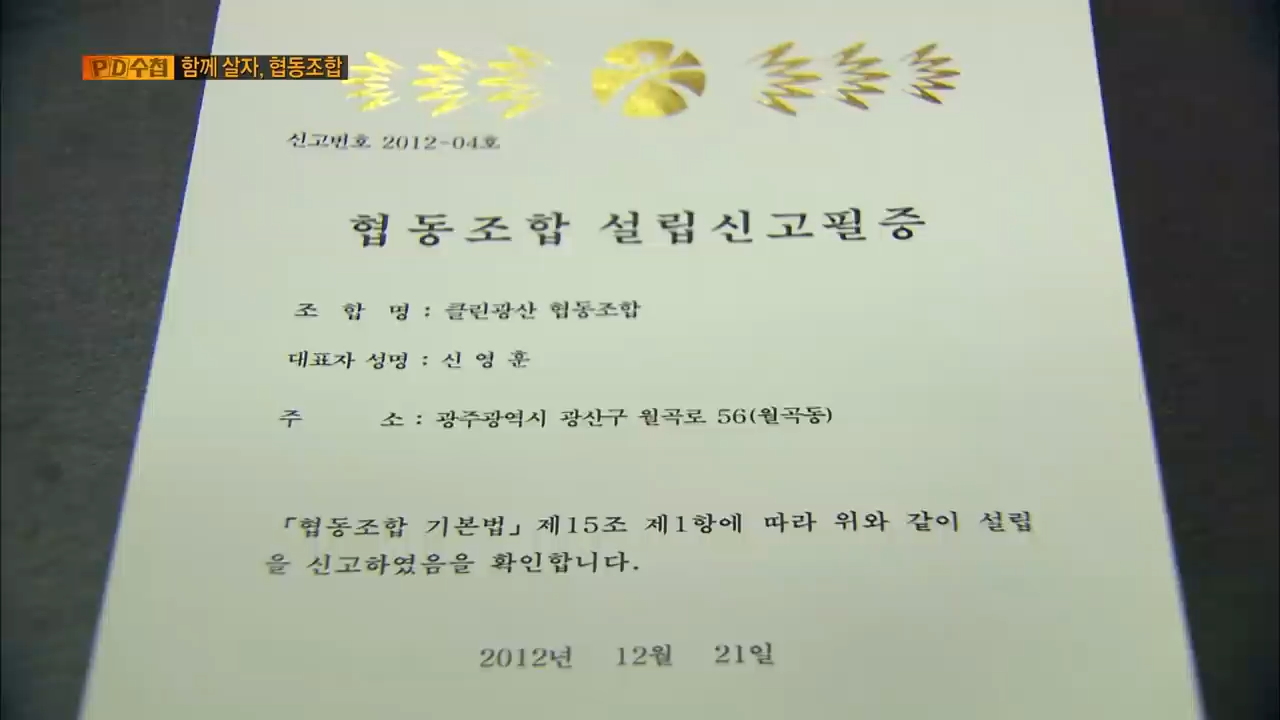 PD수첩 함께 살자, 협동조합
신고번호 2012-04호
협동조합 설립신고필증
조 합 명 : 클린광산 협동조합
대표자 성명 : 신 영 훈
주 소 : 광주광역시 광산구 월곡로 56(월곡동)
「협동조합 기본법」제15조 제1항에 따라 위와 같이 설립
을 신고하였음을 확인합니다.
2012년 12월 21일